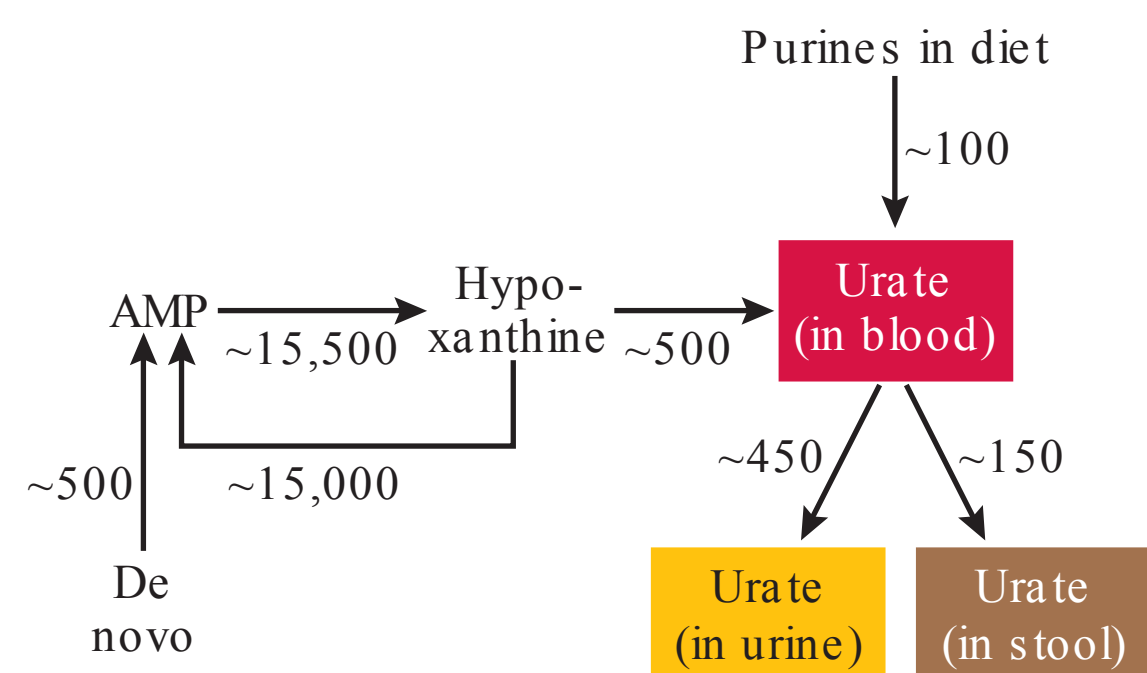 Purines in diet
~100
Hypo-
xanthine
Urate
(in blood)
AMP
~15,500
~500
~15,000
~500
~450
~150
De
novo
Urate
(in urine)
Urate
(in stool)